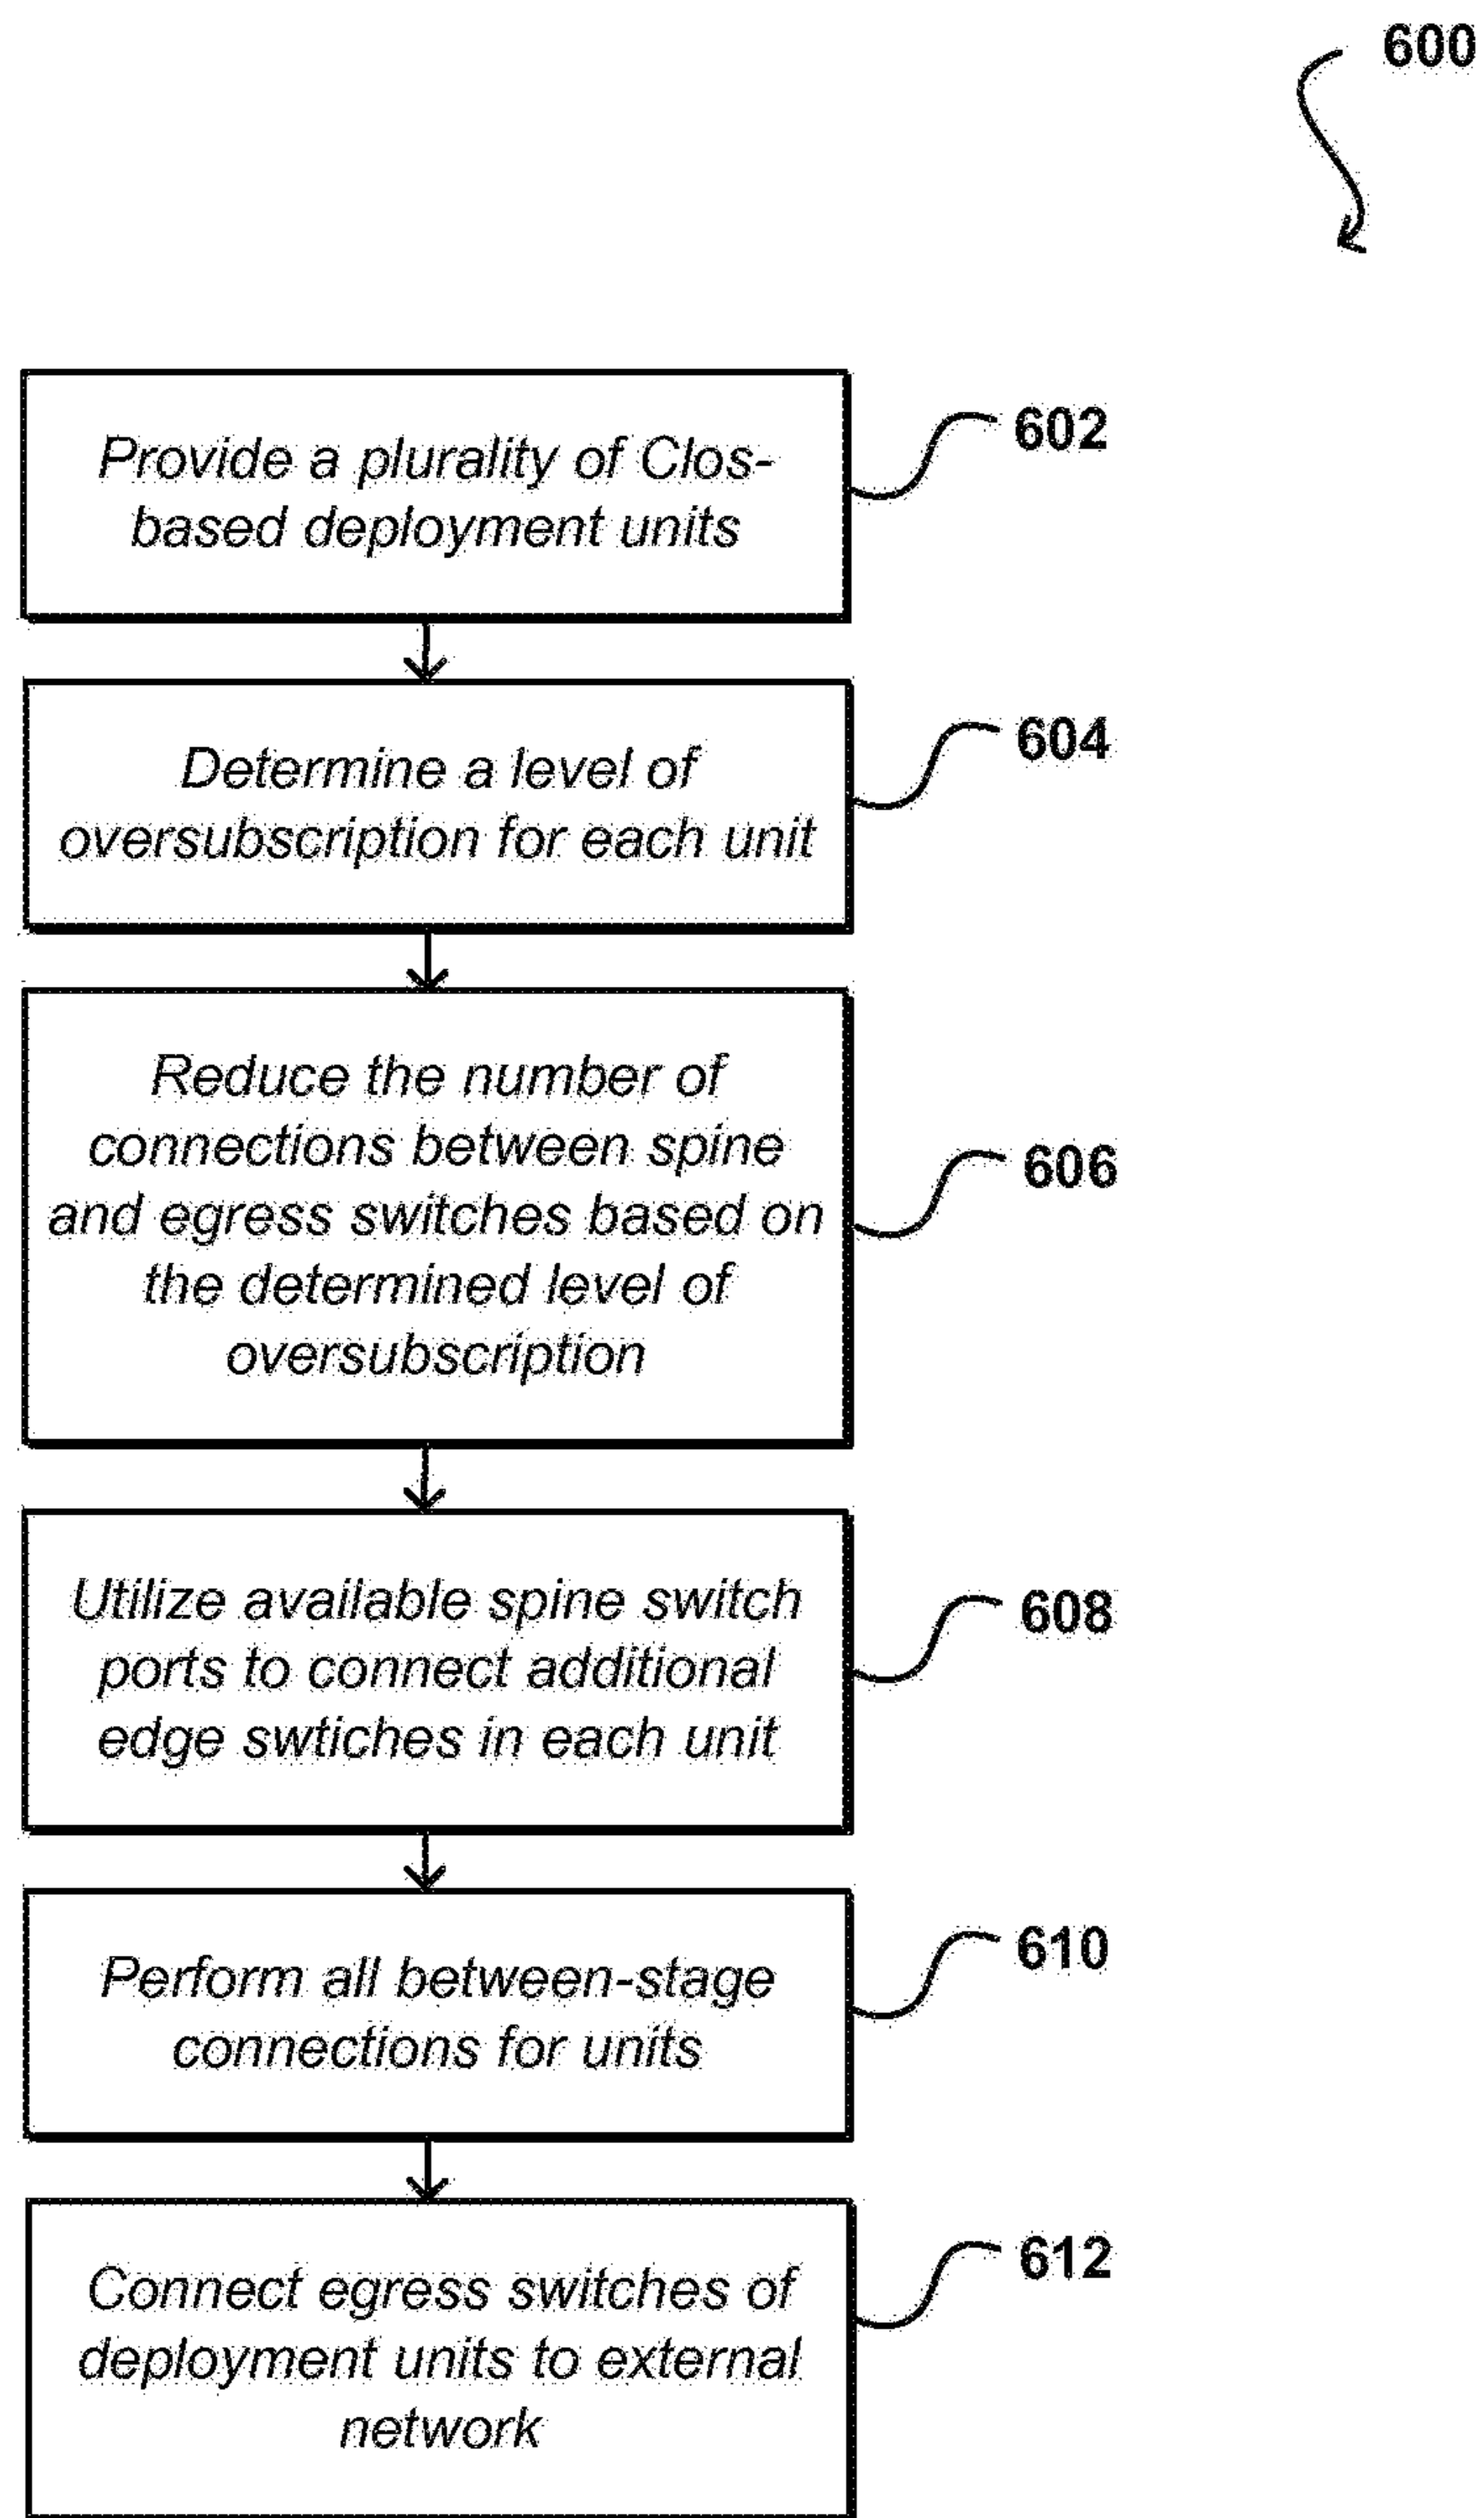 600
Provide a plurality of Clos-
based deployment units
602
Determine a level of
oversubscription for each unit
604
Reduce the number of
connections between spine
and egress switches based on
the determined level of
oversubscription
606
Utilize available spine switch
ports to connect additional
edge swtiches in each unit
608
Perform all between-stage
connections for units
610
Connect egress switches of
deployment units to external
network
612